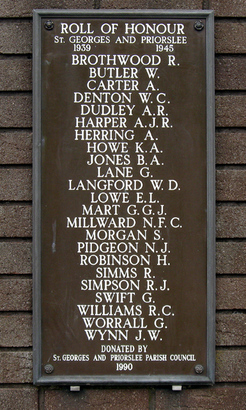 ROLL OF HONOUR
ST. GEORGES AND PRIORSLEE
1939 1945
BROTHWOOD R.
BUTLER W.
CARTER A.
DENTON W. C.
DUDLEY A.R.
HARPER A.J.R.
HERRING A.
HOWE K.A.
JONES B.A.
LANE G.
LANGFORD W. D.
LOWE E.L.
MART G.G.J.
MILLWARD N.F.C.
MORGAN S.
PIDGEON N.J.
ROBINSON H.
SIMMS R.
SIMPSON R.J.
SWIFT G.
WILLIAMS R.C.
WORRALL G.
WYNN J.W.
DONATED BY
ST. GEORGES AND PRIORSLEE PARISH COUNCIL
1990